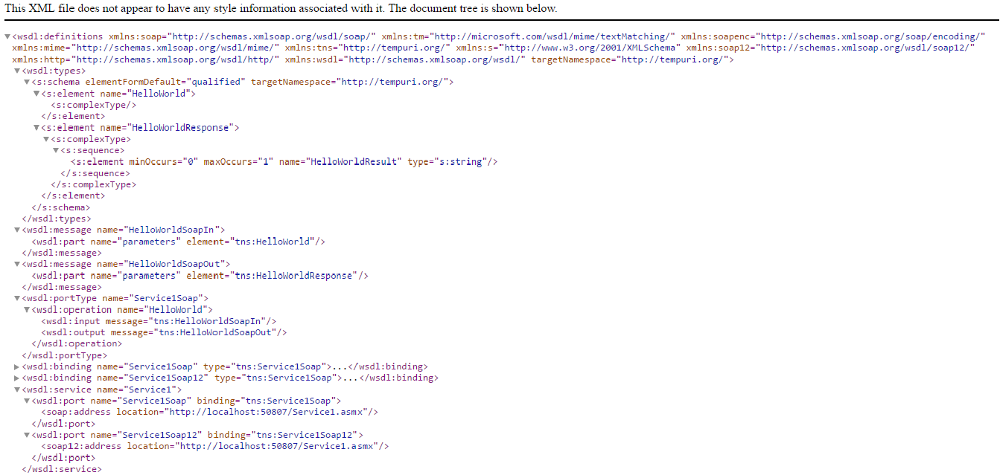 This XML file does not appear to have any style information associated with it. The document tree is shown below.
▼<wsdl:definitions xmlns:soap="http://schemas.xmlsoap.org/wsdl/soap/" xmlns:tm="http://microsoft.com/wsdl/mime/textMatching/" xmlns:soapenc="http://schemas.xmlsoap.org/soap/encoding/"
xmlns:mime="http://schemas.xmlsoap.org/wsdl/mime/" xmlns:tns="http://tempuri.org/" xmlns:s="http://www.w3.org/2001/XMLSchema" xmlns:soap12="http://schemas.xmlsoap.org/wsdl/soap12/"
xmlns:http="http://schemas.xmlsoap.org/wsdl/http/" xmlns:wsdl="http://schemas.xmlsoap.org/wsdl/" targetNamespace="http://tempuri.org/">
▼<wsdl:types>
▼<s:schema elementFormDefault="qualified" targetNamespace="http://tempuri.org/">
▼<s:element name="HelloWorld">
<s:complexType/>
</s:element>
▼<s:element name="HelloWorldResponse">
▼<s:complexType>
▼<s:sequence>
<s:element minOccurs="0" maxOccurs="1" name="HelloWorldResult" type="s:string"/>
</s:sequence>
</s:complexType>
</s:element>
</s:schema>
</wsdl:types>
▼<wsdl:message name="HelloWorldSoapIn">
<wsdl:part name="parameters" element="tns:HelloWorld"/>
</wsdl:message>
▼<wsdl:message name="HelloWorldSoapOut">
<wsdl:part name="parameters" element="tns:HelloWorldResponse"/>
</wsdl:message>
▼<wsdl:portType name="Service1Soap">
▼<wsdl:operation name="HelloWorld">
<wsdl:input message="tns:HelloWorldSoapIn"/>
<wsdl:output message="tns:HelloWorldSoapOut"/>
</wsdl:operation>
</wsdl:portType>
▶<wsdl:binding name="Service1Soap" type="tns:Service1Soap">...</wsdl:binding>
▶<wsdl:binding name="Service1Soap12" type="tns:Service1Soap">...</wsdl:binding>
▼<wsdl:service name="Service1">
▼<wsdl:port name="Service1Soap" binding="tns:Service1Soap">
<soap:address location="http://localhost:50807/Service1.asmx"/>
</wsdl:port>
▼<wsdl:port name="Service1Soap12" binding="tns:Service1Soap12">
<soap12:address location="http://localhost:50807/Service1.asmx"/>
</wsdl:port>
</wsdl:service>